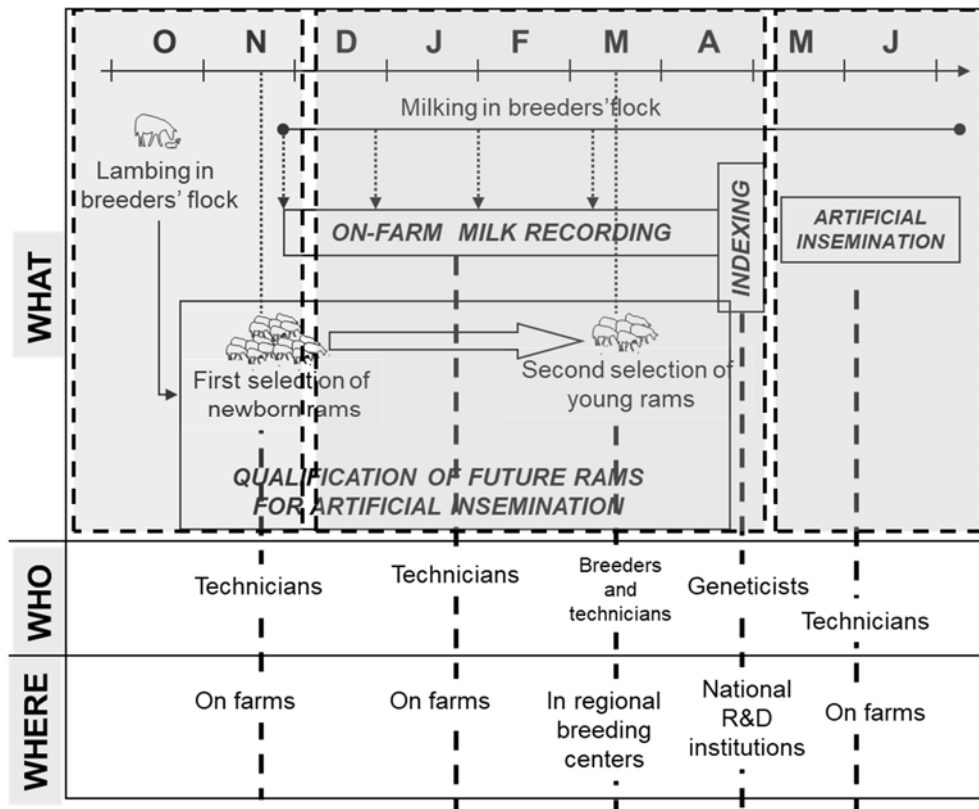 O N D J F M A M J
Milking in breeders'flock
Lambing in
breeders' flock
ON-FARM MILK RECORDING
INDEXING
ARTIFICIAL
INSEMINATION
WHAT
First selection of
newborn rams
Second selection of
young rams
QUALIFICATION OF FUTURE RAMS
FOR ARTIFICIAL INSEMINATION
WHO
Technicians
Technicians
Breeders
and
technicians
Geneticists
Technicians
WHERE
On farms
On farms
In regional
breeding
centers
National
R&D
institutions
On farms